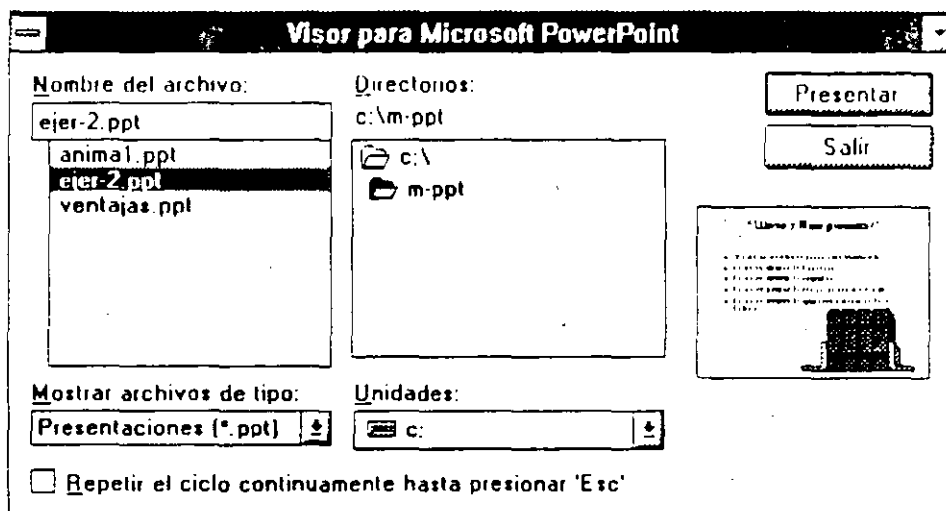 Visor para Microsoft PowerPoint
Nombre del archivo:
ejer-2.ppt
anima1.ppt
ejer-2.ppt
ventajas.ppt
Directorios:
c:\m-ppt
c:\
m-ppt
Presentar
Salir
Mostrar archivos de tipo:
Presentaciones (*.ppt)
Unidades:
c:
Repetir el ciclo continuamente hasta presionar 'Esc'